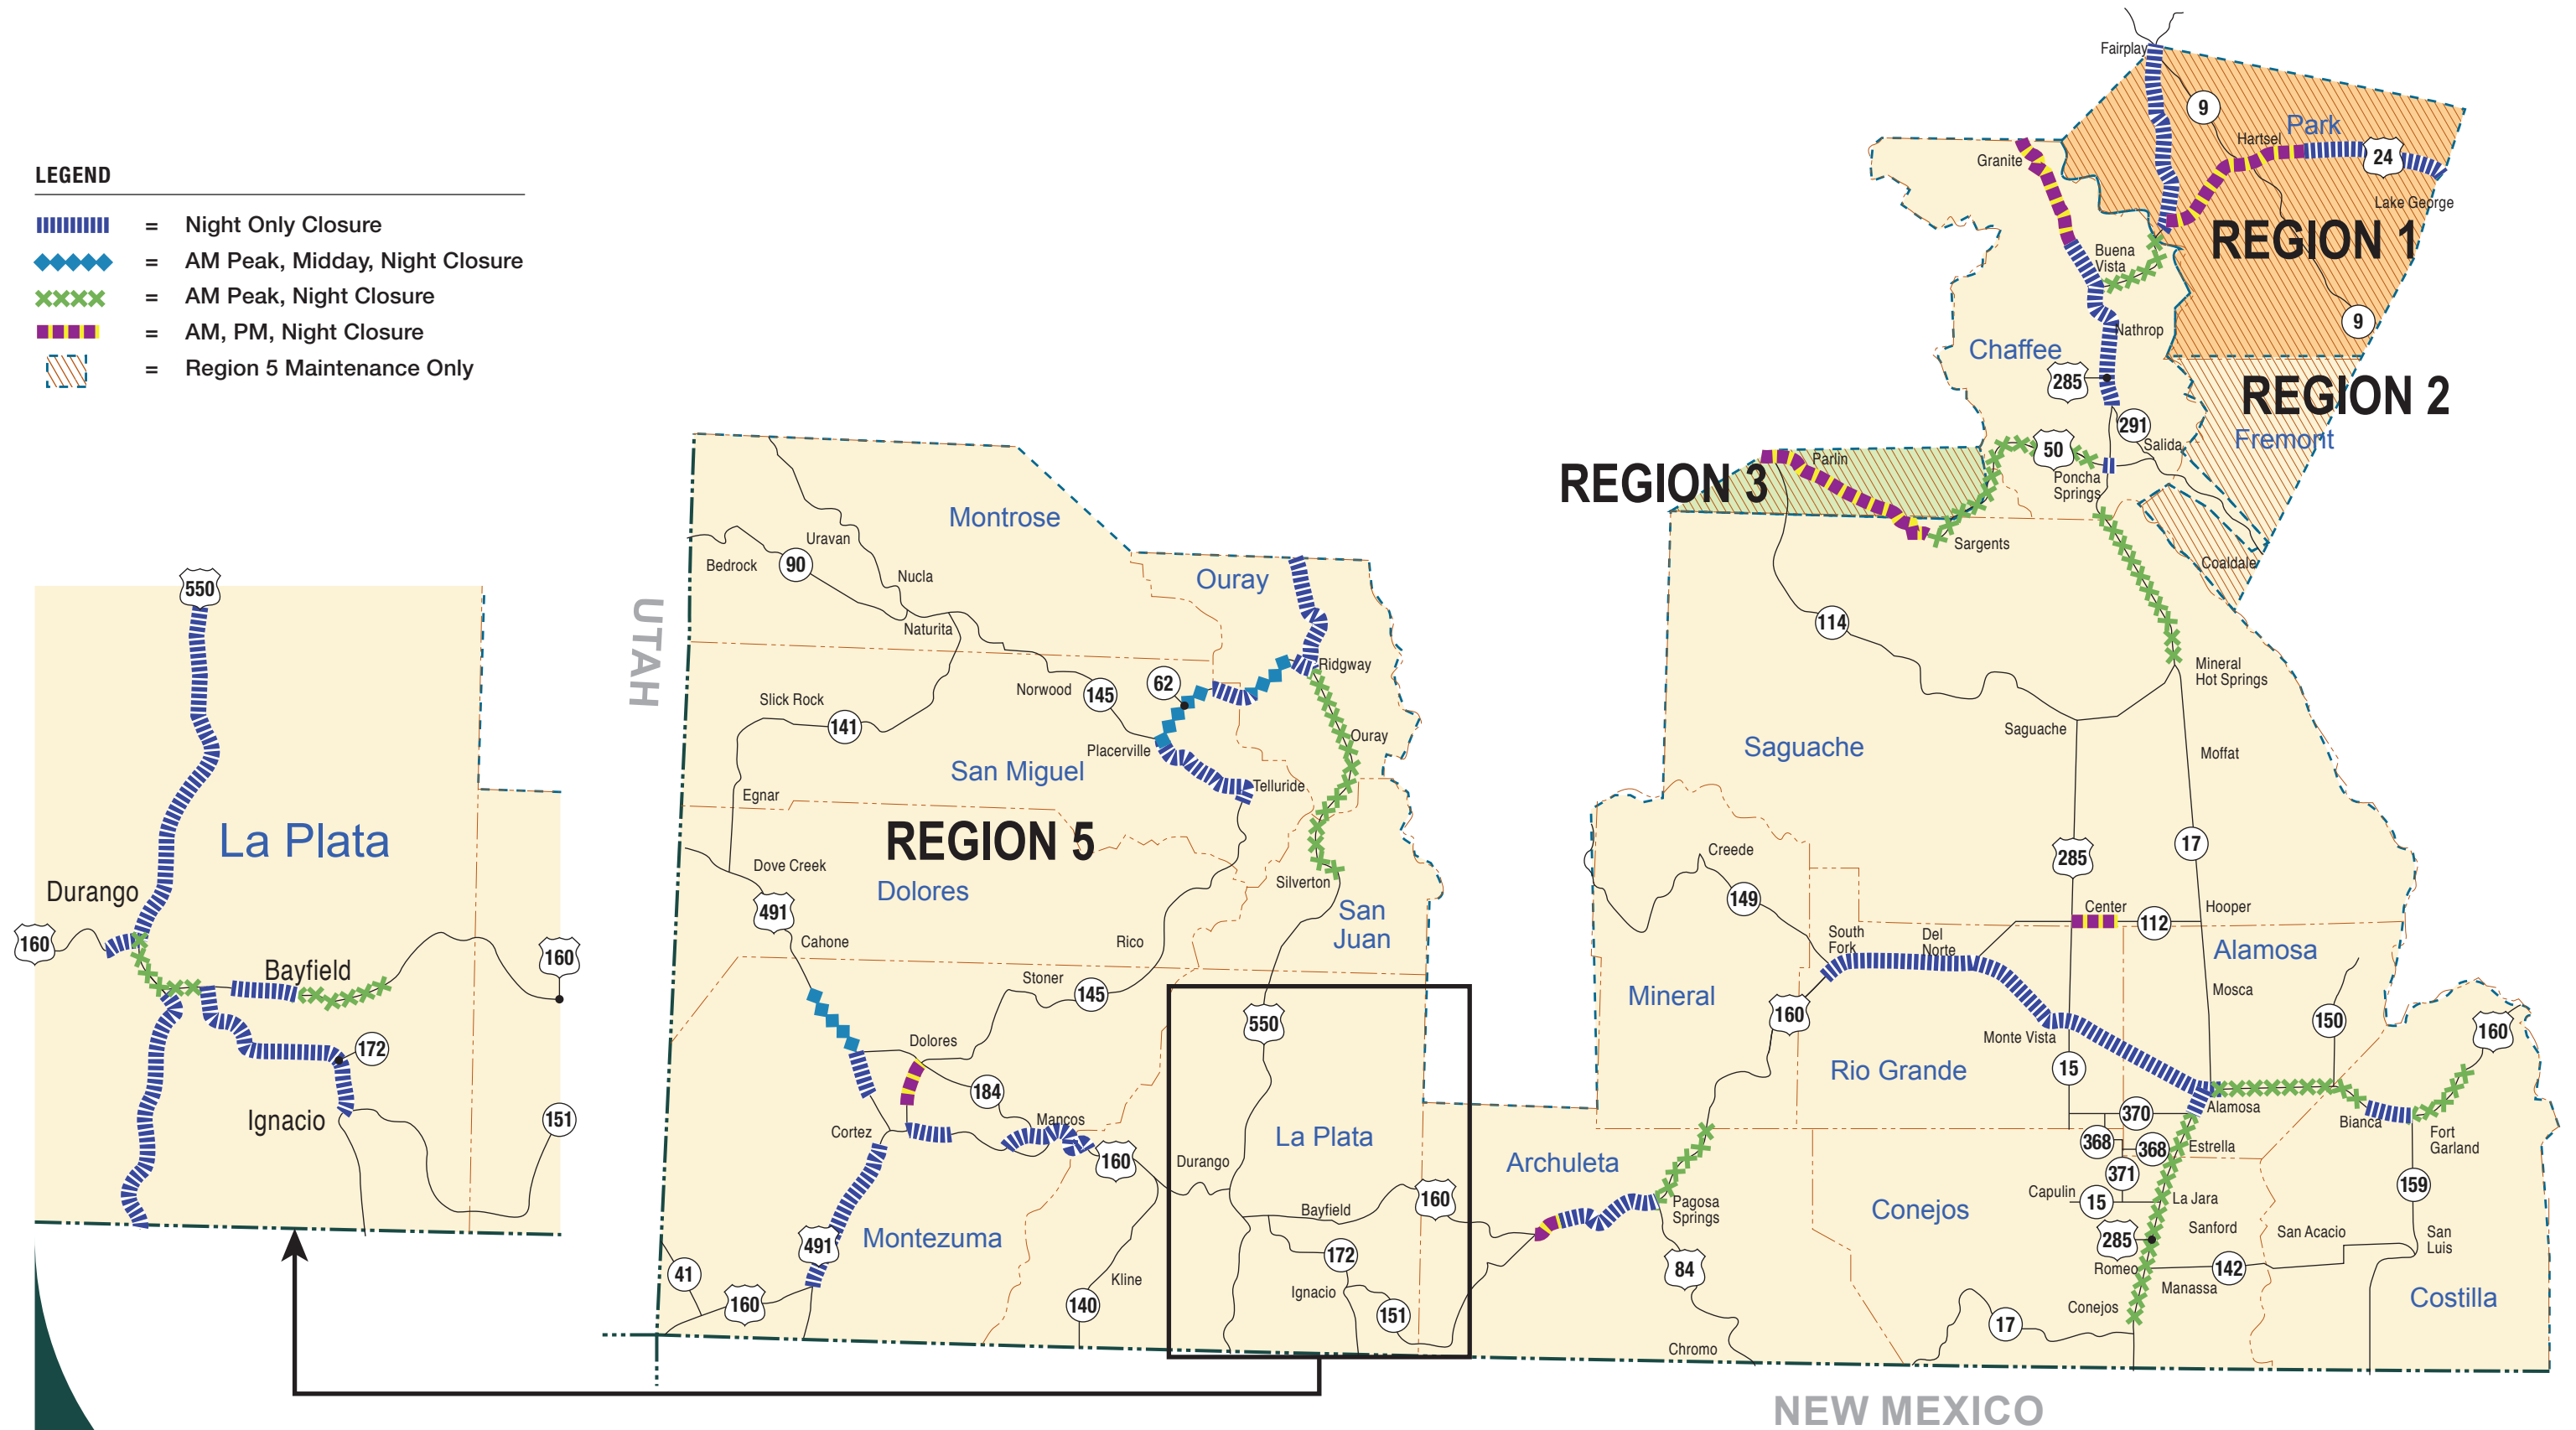 LEGEND
= Night Only Closure
= AM Peak, Midday, Night Closure
= AM Peak, Night Closure
= AM, PM, Night Closure
= Region 5 Maintenance Only
550
La Plata
Durango
160
Bayfield
160
172
Ignacio
151
UTAH
Montrose
Uravan
Bedrock
90
Nucla
Naturita
Ouray
Ridgway
62
Norwood
145
Slick Rock
141
Placerville
Ouray
San Miguel
Telluride
Egnar
REGION 5
Dove Creek
Dolores
Silverton
491
San
Juan
Cahone
Rico
Stoner
145
550
Dolores
184
Mancos
Cortez
160
La Plata
Durango
160
Bayfield
491
Montezuma
172
41
Kline
Ignacio
160
140
151
Fairplay
9
Park
Hartsel
24
Granite
Lake George
REGION 1
Buena
Vista
9
Nathrop
Chaffee
285
REGION 2
291
Fremont
50
Salida
REGION 3
Parlin
Poncha
Springs
Sargents
Coaldale
114
Mineral
Hot Springs
Saguache
Saguache
Moffat
Creede
285
17
149
Center
112
Hooper
South
Fork
Del
Norte
Alamosa
Mineral
Mosca
160
150
160
Monte Vista
15
Rio Grande
370
Alamosa
Bianca
Fort
Garland
368
368
Estrella
371
Archuleta
Pagosa
Springs
Conejos
Capulin
15
La Jara
159
Sanford
San Acacio
San
Luis
285
84
Romeo
142
Manassa
Costilla
Conejos
17
Chromo
NEW MEXICO